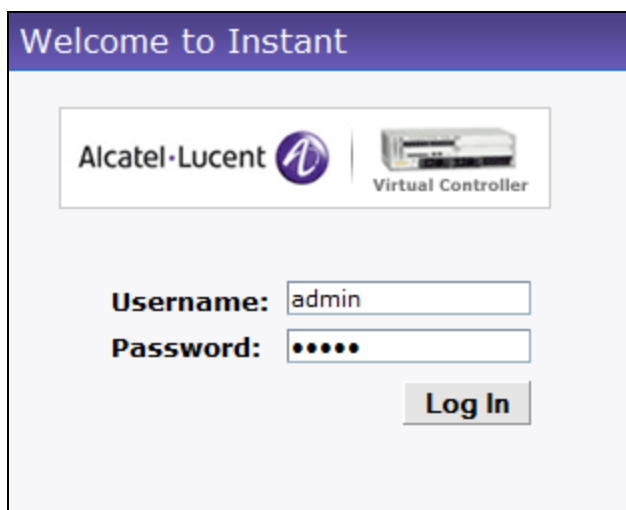 Welcome to Instant
Alcatel·Lucent
Virtual Controller
Username: admin
Password: •••••
Log In